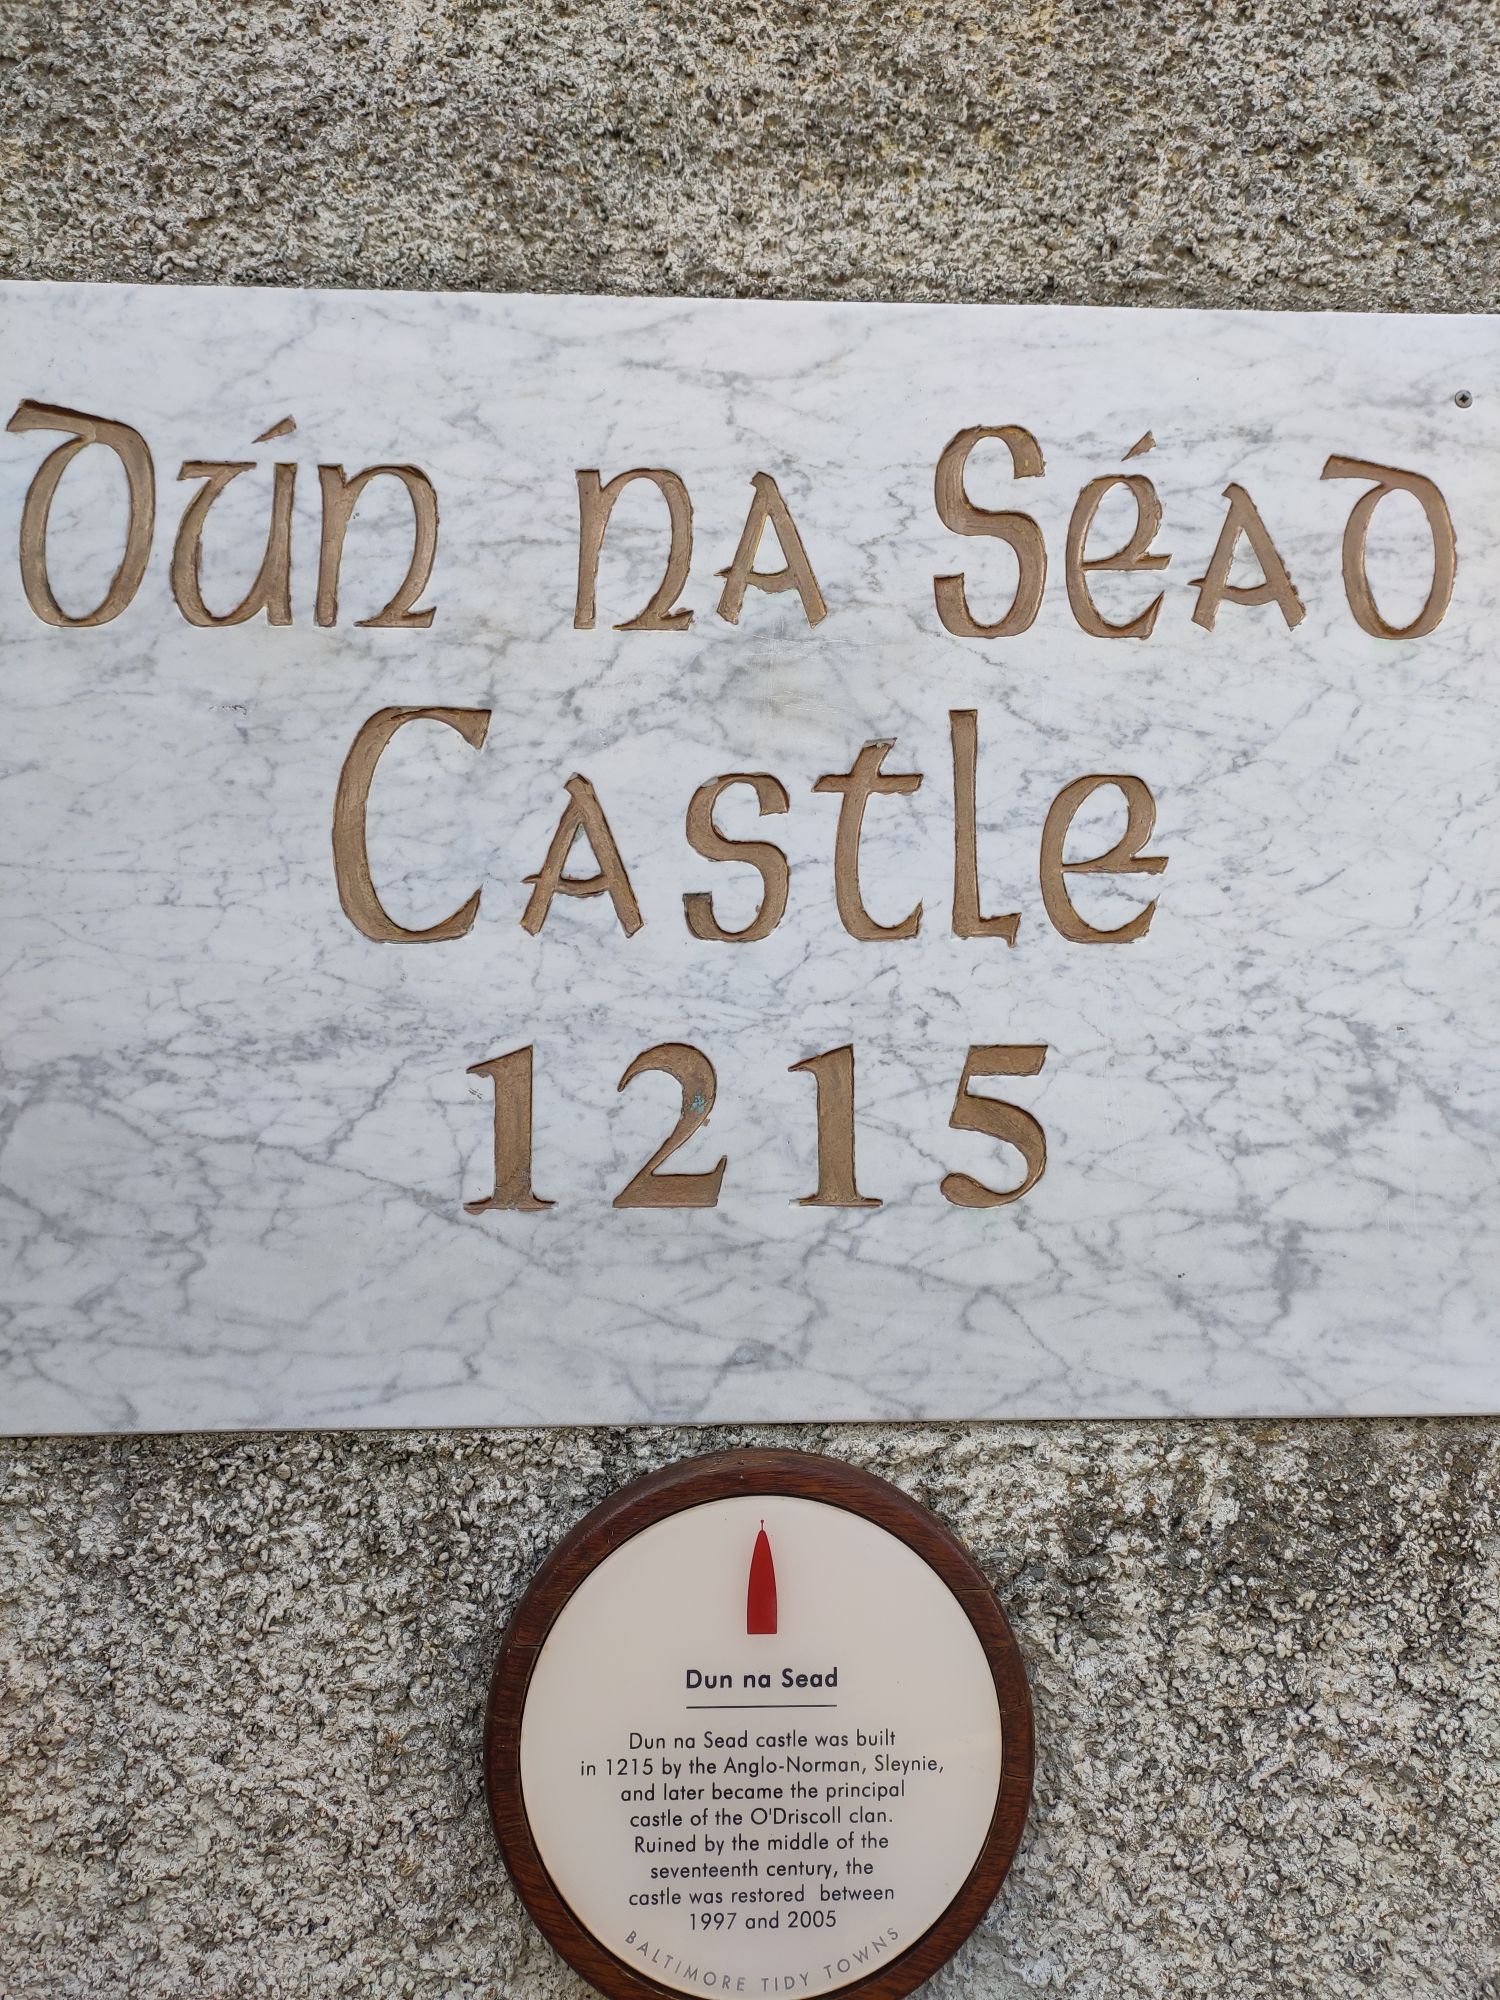 Dún na Séad
Castle
1215
Dun na Sead
Dun na Sead castle was built
in 1215 by the Anglo-Norman, Sleynie,
and later became the principal
castle of the O'Driscoll clan.
Ruined by the middle of the
seventeenth century, the
castle was restored between
1997 and 2005
BALTIMORE TIDY TOWNS